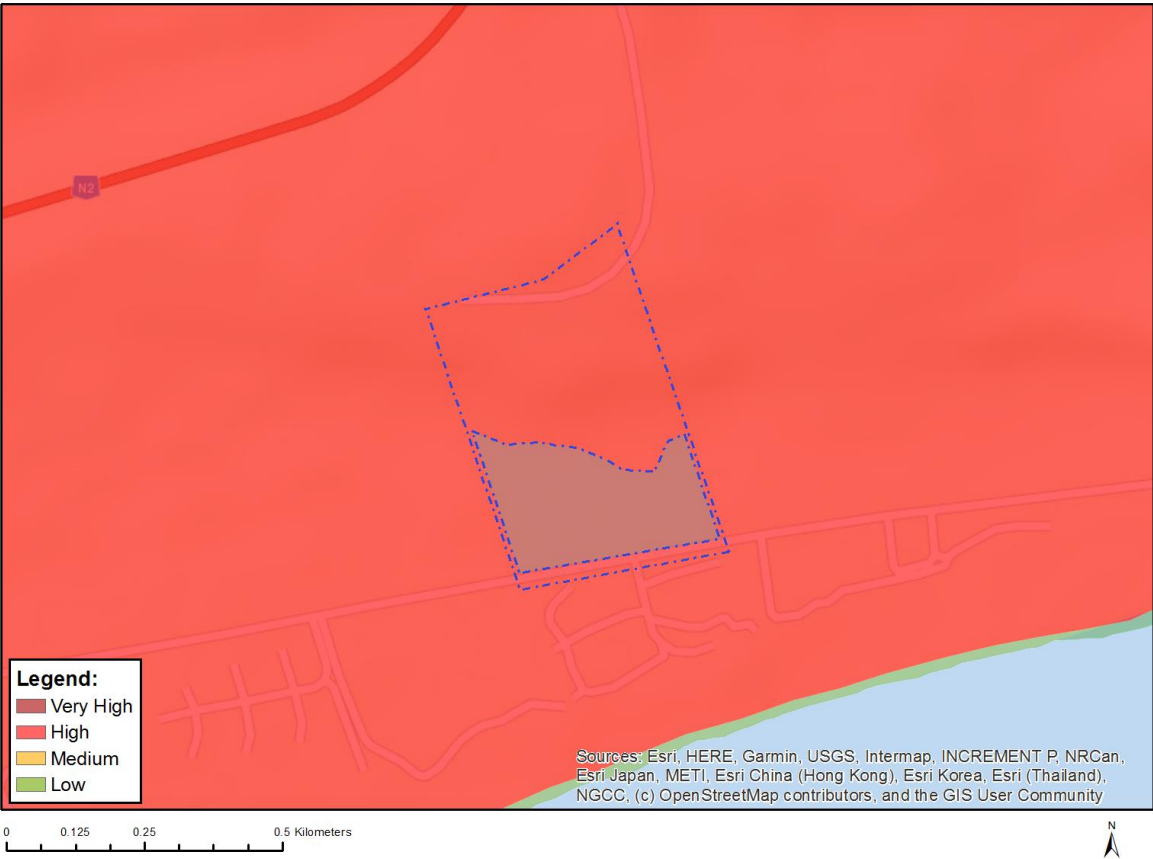 N2
Legend:
Very High
High
Medium
Low
Sources: Esri, HERE, Garmin, USGS, Intermap, INCREMENT P, NRCan,
Esri Japan, METI, Esri China (Hong Kong), Esri Korea, Esri (Thailand),
NGCC, (c) OpenStreetMap contributors, and the GIS User Community
0 0.125 0.25 0.5 Kilometers
N